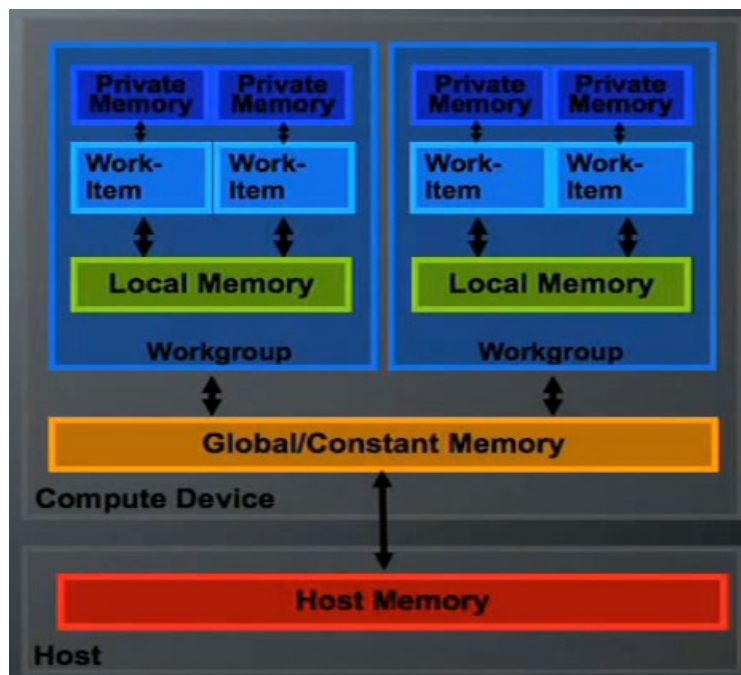 Private Private Private Private
Memory Memory Memory Memory
Work- Work- Work- Work-
Item Item Item Item
Local Memory Local Memory
Workgroup Workgroup
Global/Constant Memory
Compute Device
Host Memory
Host